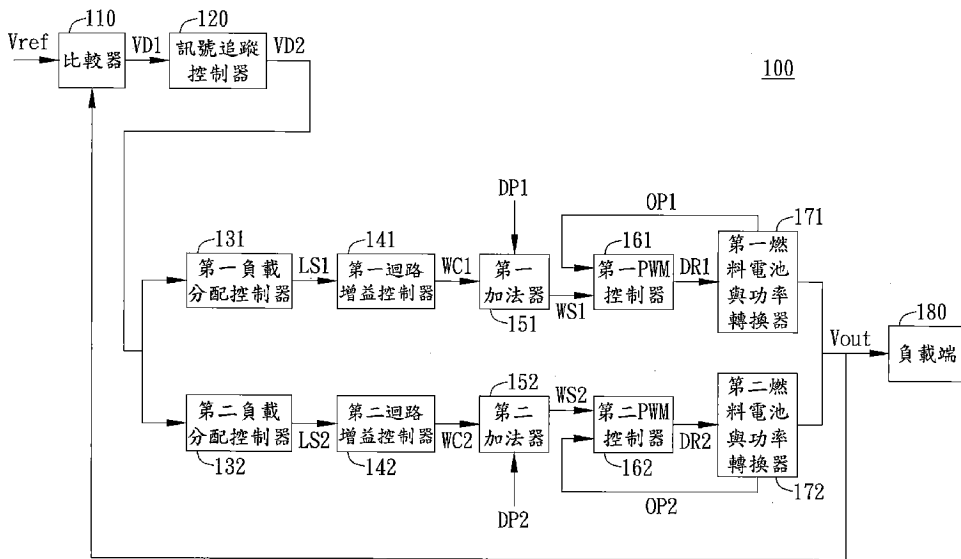 110
120
Vref
比較器
VD1
訊號追蹤
控制器
VD2
100
DP1
OP1
171
131
141
161
第一負載
分配控制器
LS1
第一迴路
增益控制器
WC1
第一
加法器
151
WS1
第一PWM
控制器
DR1
第一燃
料電池
與功率
轉換器
Vout
180
負載端
152
第二負載
分配控制器
132
LS2
第二迴路
增益控制器
142
WC2
第二
加法器
WS2
第二PWM
控制器
162
DR2
第二燃
料電池
與功率
轉換器
172
DP2
OP2